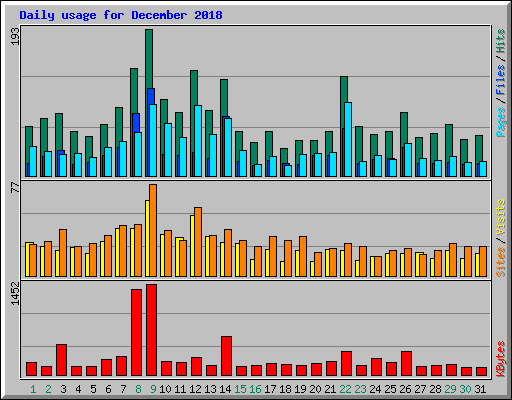 Daily usage for December 2018
193
Pages / Files / Hits
77
Sites / Visits
1452
KBytes
1 2 3 4 5 6 7 8 9 10 11 12 13 14 15 16 17 18 19 20 21 22 23 24 25 26 27 28 29 30 31